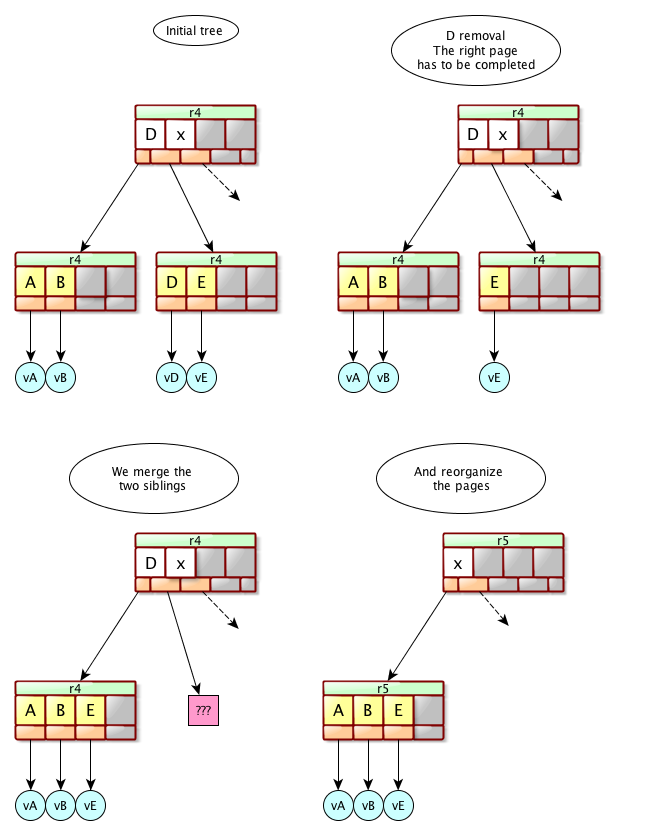 Initial tree
D removal
The right page
has to be completed
r4
D x
r4
D x
r4
A B
r4
D E
r4
A B
r4
E
vA vB
vD vE
vA vB
vE
We merge the
two siblings
And reorganize
the pages
r4
D x
r5
x
r4
A B E
???
r5
A B E
vA vB vE
vA vB vE